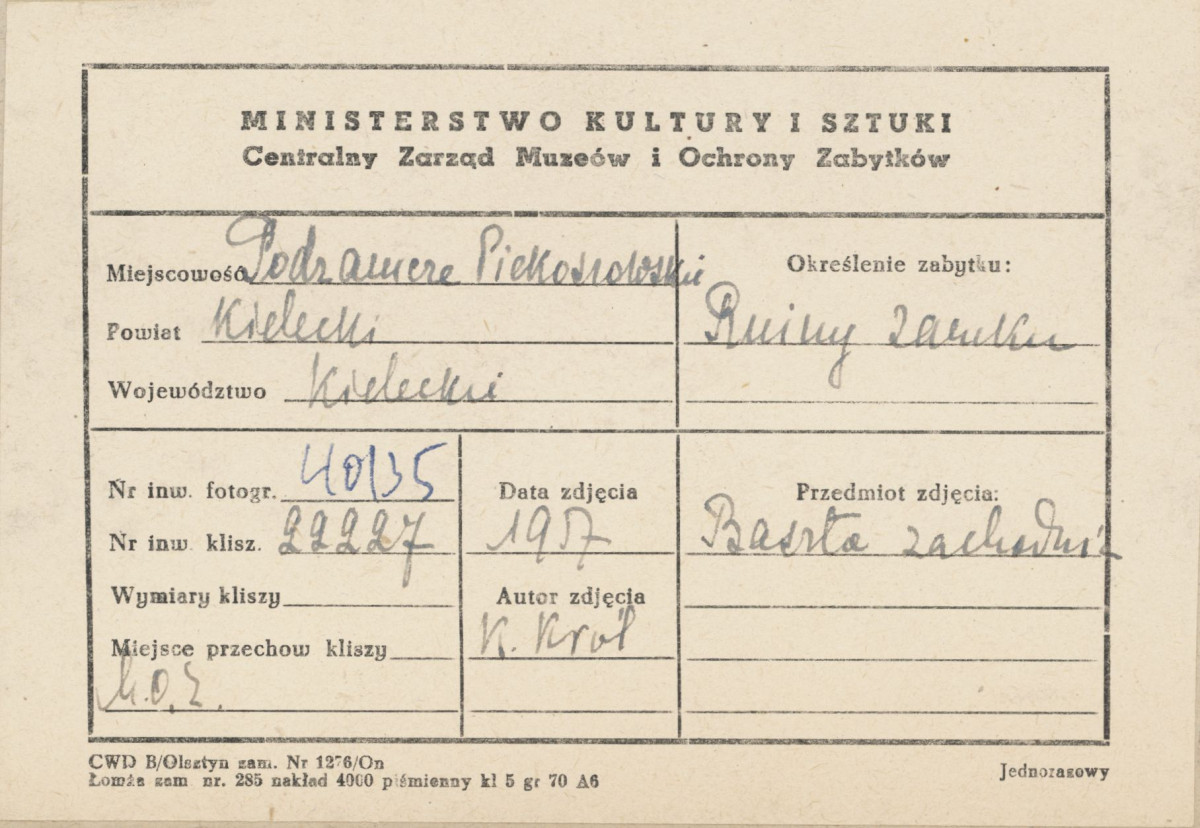 MINISTERSTWO KULTURY I SZTUKI
Centralny Zarząd Muzeów i Ochrony Zabytków
Miejscowość Podzamcze Piekoszowskie
Powiat Kielecki
Województwo Kieleckie
Określenie zabytku:
Ruiny zamku
Nr inw. fotogr. 40135
Nr inw. klisz. 22227
Wymiary kliszy
Miejsce przechow kliszy
Data zdjęcia
1957
Autor zdjęcia
K. Król
Przedmiot zdjęcia:
Baszta zachodnia
CWD B/Olsztyn zam. Nr 1276/On
Łomża zam nr. 285 nakład 4000 piśmienny kl 5 gr 70 A6
Jednorazowy